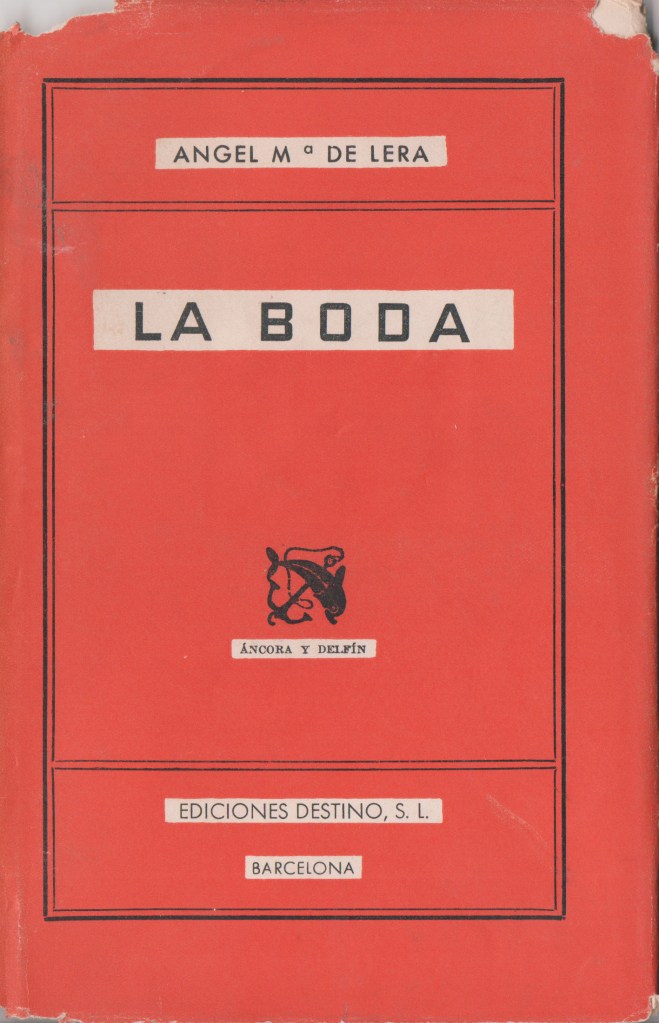 ANGEL Mª DE LERA
LA BODA
ÁNCORA Y DELFÍN
EDICIONES DESTINO, S. L.
BARCELONA